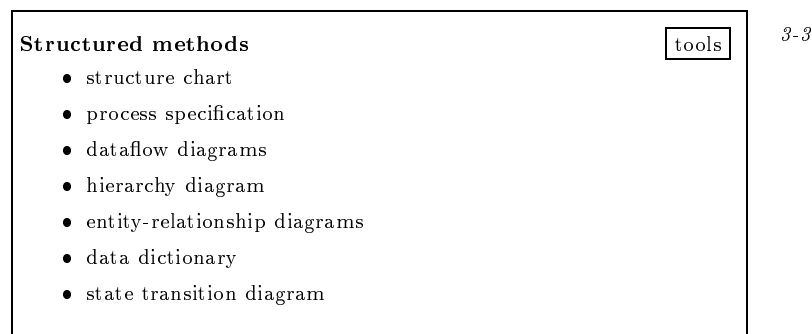 Structured methods tools 3-3
• structure chart
• process specification
• dataflow diagrams
• hierarchy diagram
• entity-relationship diagrams
• data dictionary
• state transition diagram